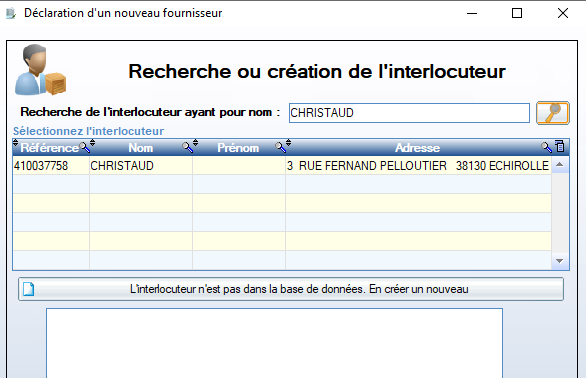 Déclaration d'un nouveau fournisseur
Recherche ou création de l'interlocuteur
Recherche de l'interlocuteur ayant pour nom : CHRISTAUD
Sélectionnez l'interlocuteur
Référence Nom Prénom Adresse
410037758 CHRISTAUD 3 RUE FERNAND PELLOUTIER 38130 ECHIROLLE
L'interlocuteur n'est pas dans la base de données. En créer un nouveau